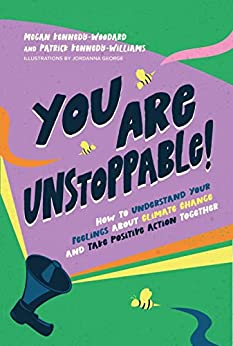 MEGAN KENNEDY-WOODARD
AND PATRICK KENNEDY-WILLIAMS
ILLUSTRATIONS BY JORDANNA GEORGE
YOU ARE
UNSTOPPABLE!
HOW TO UNDERSTAND YOUR
FEELINGS ABOUT CLIMATE CHANGE
AND TAKE POSITIVE ACTION TOGETHER